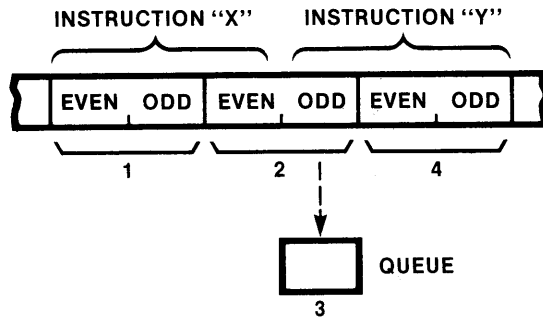 INSTRUCTION “X” INSTRUCTION “Y”
EVEN ODD EVEN ODD EVEN ODD
1 2 4
QUEUE
3